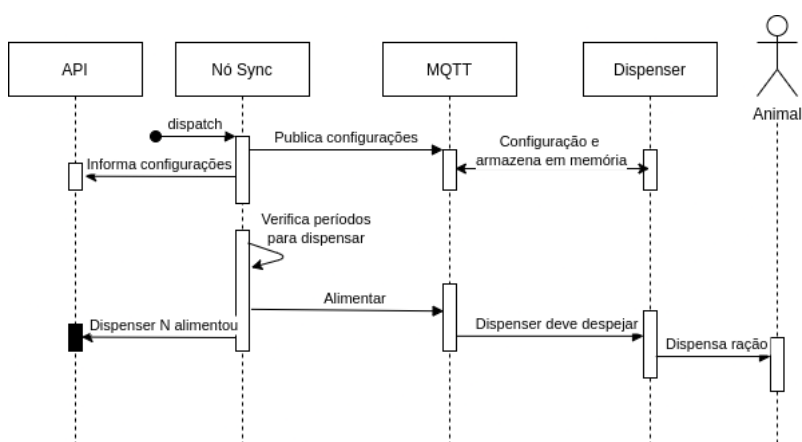 API
Nó Sync
MQTT
Dispenser
Animal
dispatch
Publica configurações
Configuração e
armazena em memória
Informa configurações
Verifica períodos
para dispensar
Alimentar
Dispenser N alimentou
Dispenser deve despejar
Dispensa ração